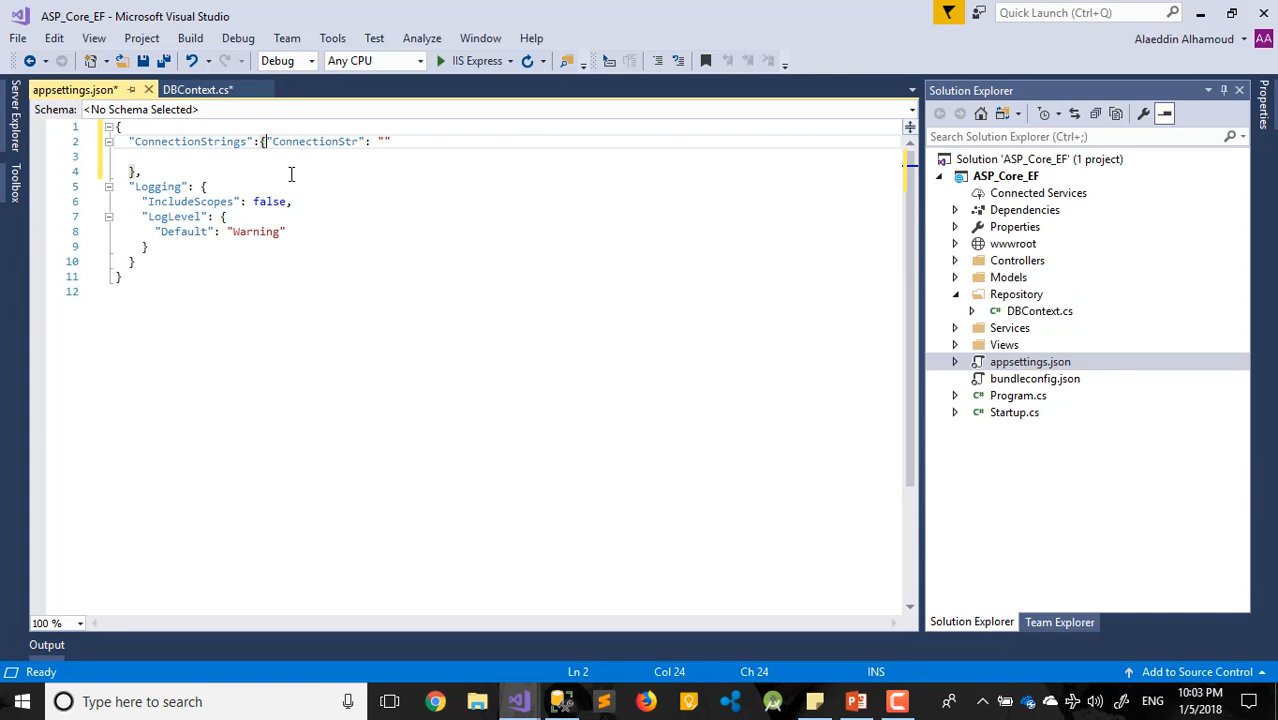 ASP_Core_EF - Microsoft Visual Studio
Quick Launch (Ctrl+Q)
File Edit View Project Build Debug Team Tools Test Analyze Window Help
Alaeddin Alhamoud
AA
Debug Any CPU IIS Express
Server Explorer
Toolbox
appsettings.json* DBContext.cs*
Schema: <No Schema Selected>
1 {
2 "ConnectionStrings":{"ConnectionStr": ""
3
4 },
5 "Logging": {
6 "IncludeScopes": false,
7 "LogLevel": {
8 "Default": "Warning"
9 }
10 }
11 }
12
100 %
Solution Explorer
Search Solution Explorer (Ctrl+;)
Solution 'ASP_Core_EF' (1 project)
ASP_Core_EF
Connected Services
Dependencies
Properties
wwwroot
Controllers
Models
Repository
C# DBContext.cs
Services
Views
appsettings.json
bundleconfig.json
C# Program.cs
C# Startup.cs
Solution Explorer Team Explorer
Properties
Output
Ready Ln 2 Col 24 Ch 24 INS Add to Source Control
Type here to search
ENG
10:03 PM
1/5/2018